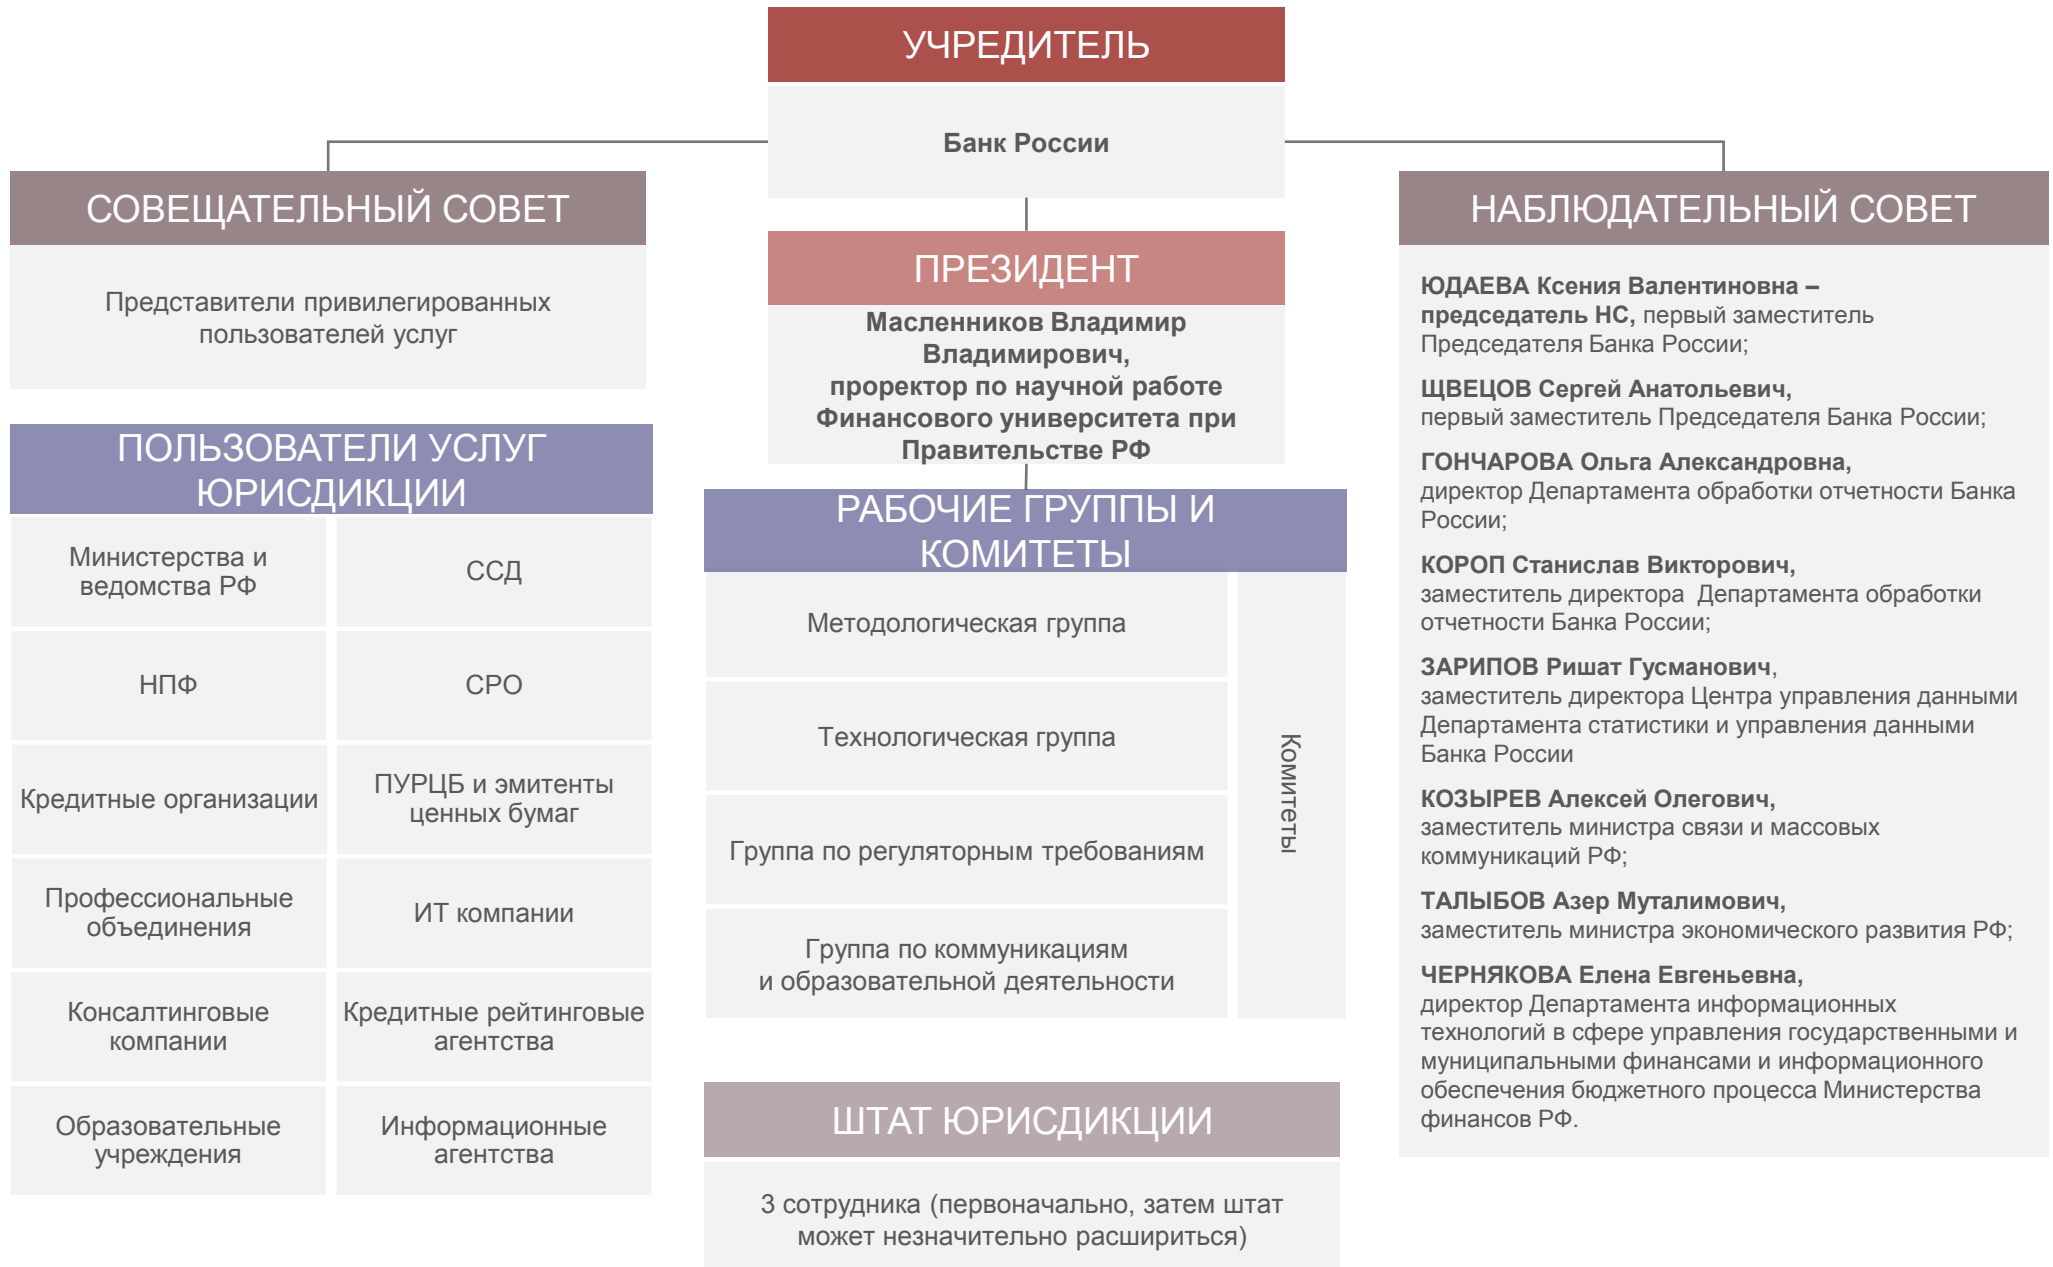 УЧРЕДИТЕЛЬ
Банк России
СОВЕЩАТЕЛЬНЫЙ СОВЕТ
Представители привилегированных
пользователей услуг
ПРЕЗИДЕНТ
Масленников Владимир
Владимирович,
проректор по научной работе
Финансового университета при
Правительстве РФ
НАБЛЮДАТЕЛЬНЫЙ СОВЕТ
ЮДАЕВА Ксения Валентиновна –
председатель НС, первый заместитель
Председателя Банка России;
ЩВЕЦОВ Сергей Анатольевич,
первый заместитель Председателя Банка России;
ГОНЧАРОВА Ольга Александровна,
директор Департамента обработки отчетности Банка
России;
КОРОП Станислав Викторович,
заместитель директора  Департамента обработки
отчетности Банка России;
ЗАРИПОВ Ришат Гусманович,
заместитель директора Центра управления данными
Департамента статистики и управления данными
Банка России
КОЗЫРЕВ Алексей Олегович,
заместитель министра связи и массовых
коммуникаций РФ;
ТАЛЫБОВ Азер Муталимович,
заместитель министра экономического развития РФ;
ЧЕРНЯКОВА Елена Евгеньевна,
директор Департамента информационных
технологий в сфере управления государственными и
муниципальными финансами и информационного
обеспечения бюджетного процесса Министерства
финансов РФ.
ПОЛЬЗОВАТЕЛИ УСЛУГ
ЮРИСДИКЦИИ
Министерства и
ведомства РФ
ССД
НПФ
СРО
Кредитные организации
ПУРЦБ и эмитенты
ценных бумаг
Профессиональные
объединения
ИТ компании
Консалтинговые
компании
Кредитные рейтинговые
агентства
Образовательные
учреждения
Информационные
агентства
РАБОЧИЕ ГРУППЫ И
КОМИТЕТЫ
Методологическая группа
Технологическая группа
Группа по регуляторным требованиям
Группа по коммуникациям
и образовательной деятельности
Комитеты
ШТАТ ЮРИСДИКЦИИ
3 сотрудника (первоначально, затем штат
может незначительно расшириться)